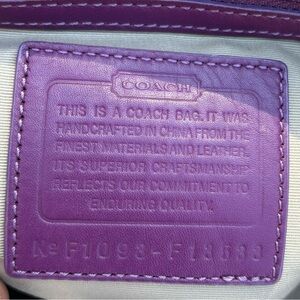 COACH
THIS IS A COACH BAG. IT WAS
HANDCRAFTED IN CHINA FROM THE
FINEST MATERIALS AND LEATHER.
ITS SUPERIOR CRAFTSMANSHIP
REFLECTS OUR COMMITMENT TO
ENDURING QUALITY.